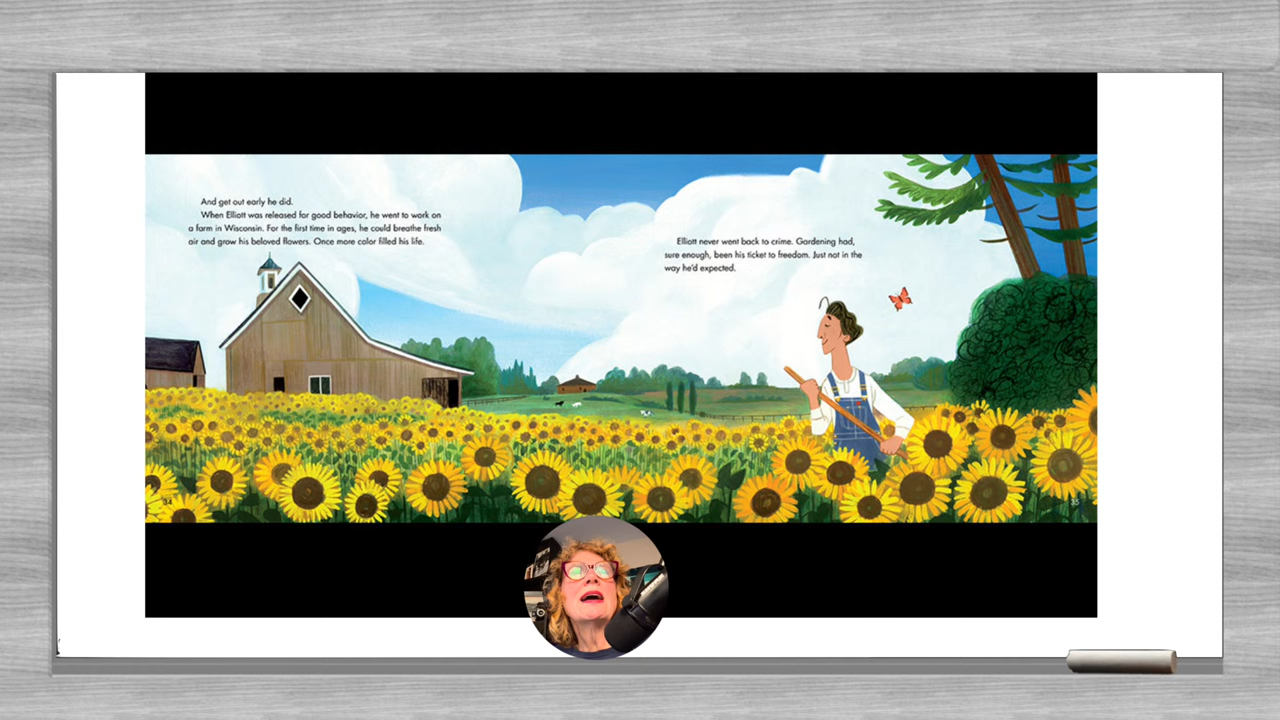 And get out early he did.
When Elliott was released for good behavior, he went to work on
a farm in Wisconsin. For the first time in ages, he could breathe fresh
air and grow his beloved flowers. Once more color filled his life.
Elliott never went back to crime. Gardening had,
sure enough, been his ticket to freedom. Just not in the
way he’d expected.
34